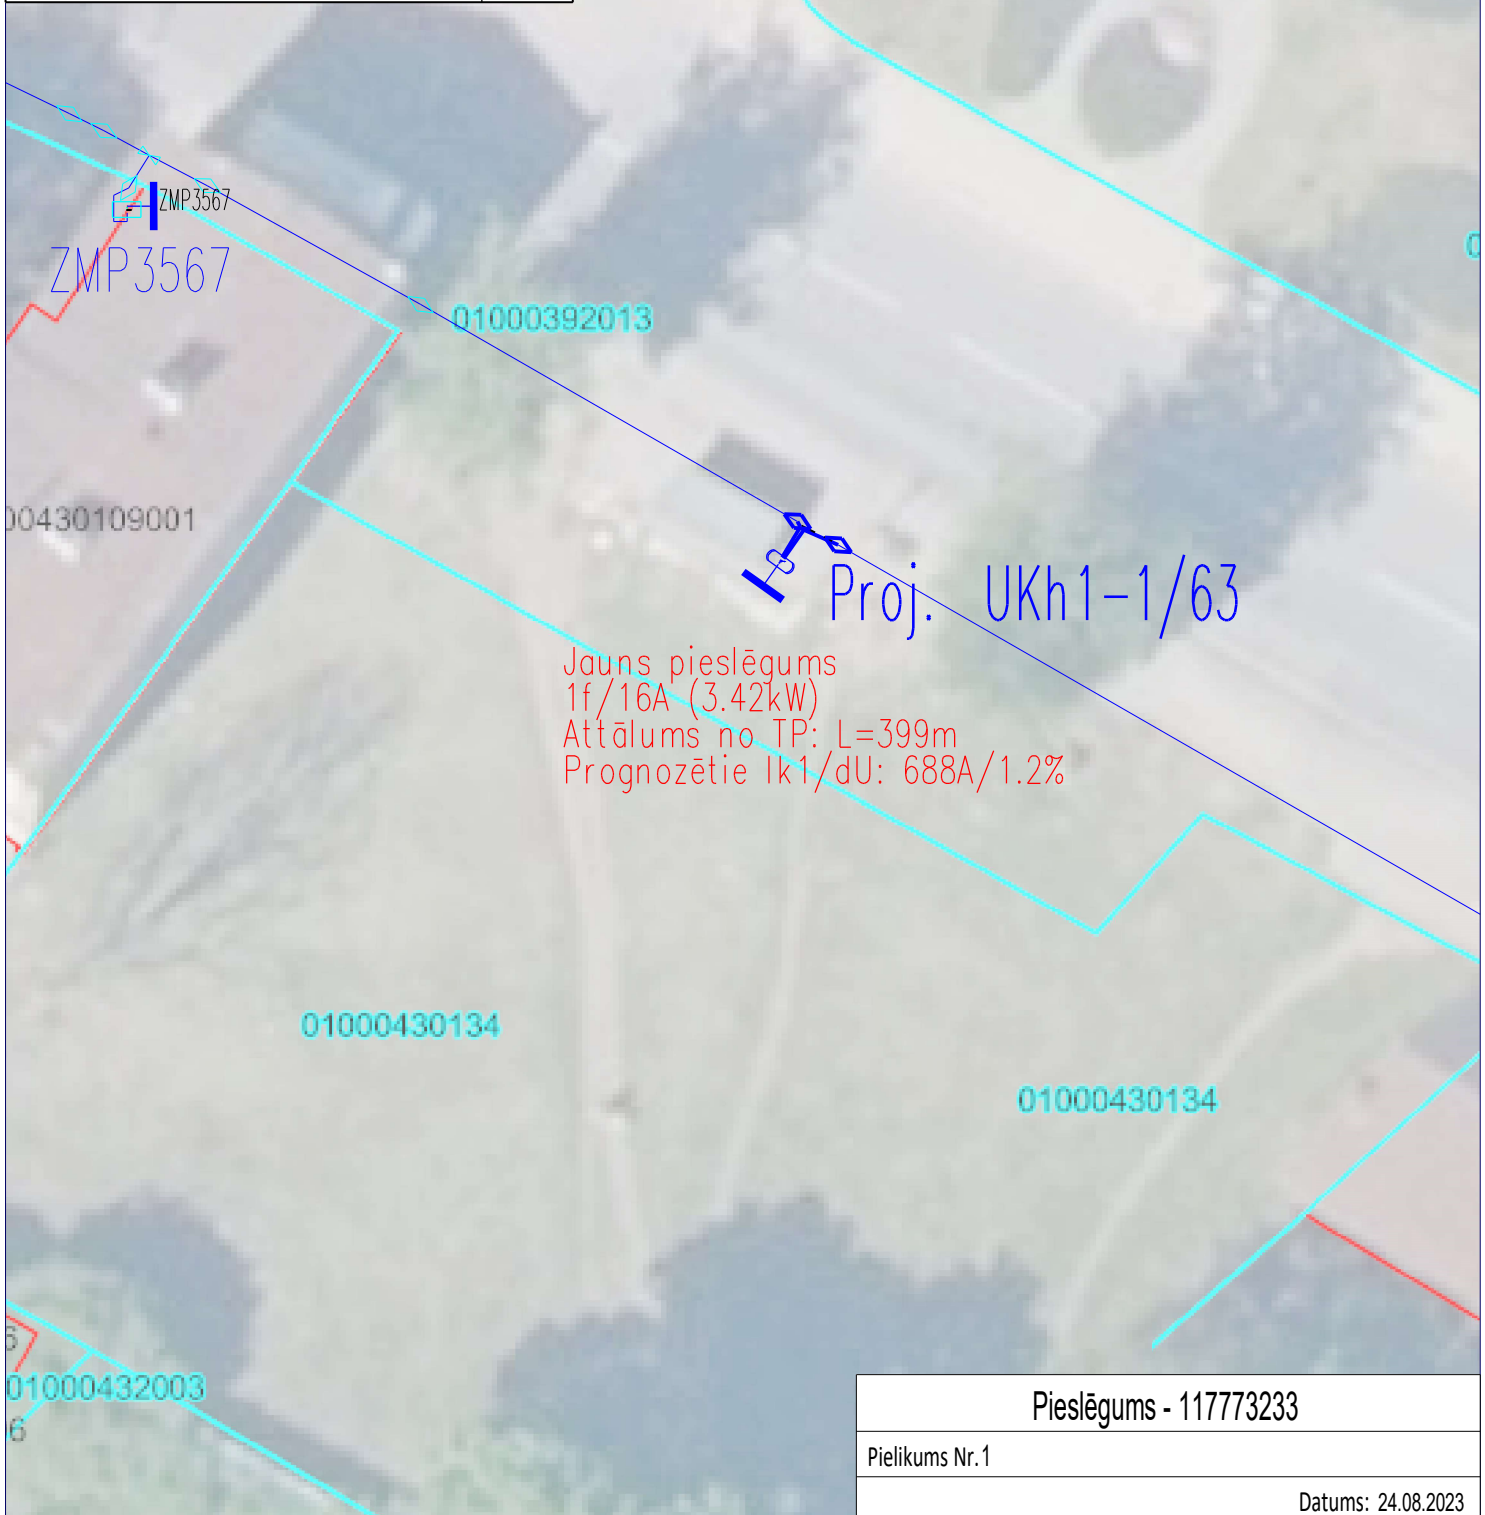 ZMP3567
ZMP3567
01000392013
00430109001
Proj. UKh1-1/63
Jauns pieslēgums
1f/16A (3.42kW)
Attālums no TP: L=399m
Prognozētie Ik1/dU: 688A/1.2%
01000430134
01000430134
01000432003
6
Pieslēgums - 117773233
Pielikums Nr.1
Datums: 24.08.2023